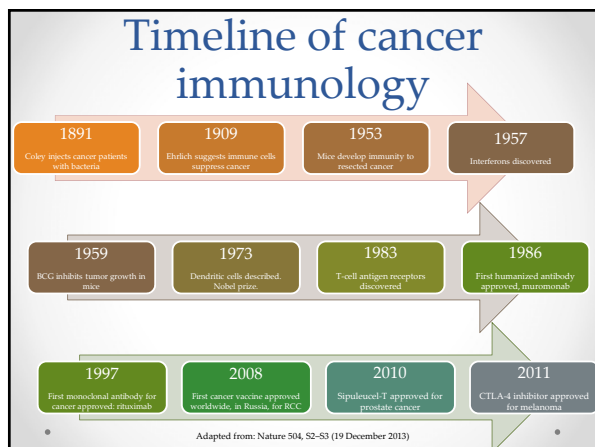 Timeline of cancer
immunology
1891
Coley injects cancer patients
with bacteria
1909
Ehrlich suggests immune cells
suppress cancer
1953
Mice develop immunity to
resected cancer
1957
Interferons discovered
1959
BCG inhibits tumor growth in
mice
1973
Dendritic cells described.
Nobel prize.
1983
T-cell antigen receptors
discovered
1986
First humanized antibody
approved, muromonab
1997
First monoclonal antibody for
cancer approved: rituximab
2008
First cancer vaccine approved
worldwide, in Russia, for RCC
2010
Sipuleucel-T approved for
prostate cancer
2011
CTLA-4 inhibitor approved
for melanoma
Adapted from: Nature 504, S2–S3 (19 December 2013)